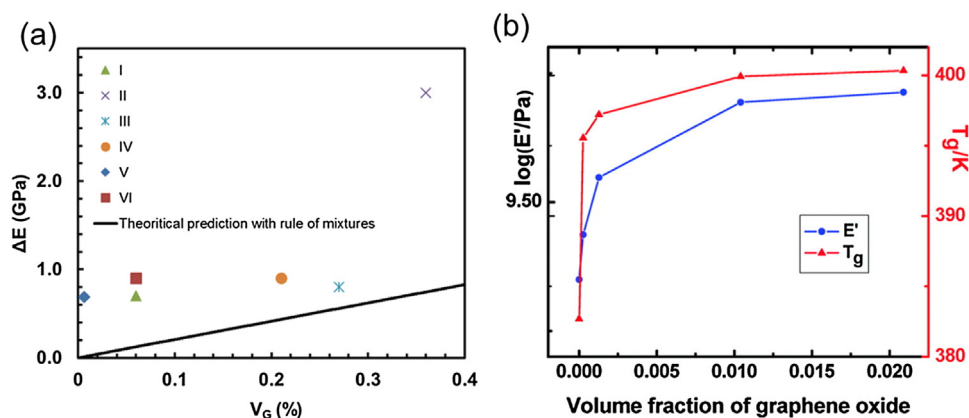 (a)
ΔE (GPa)
3.0
2.0
1.0
0.0
I
II
III
IV
V
VI
Theoritical prediction with rule of mixtures
0
0.1
0.2
0.3
0.4
V_G (%)
(b)
log(E'/Pa)
9.50
E'
T_g
400
390
380
Tg/K
0.000
0.005
0.010
0.015
0.020
Volume fraction of graphene oxide